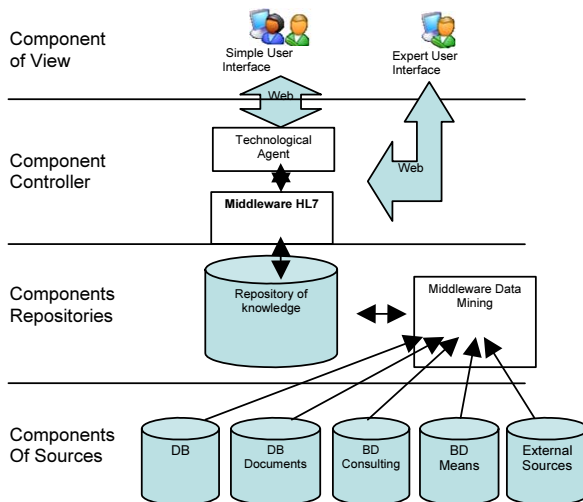 Component
of View
Simple User
Interface
Expert User
Interface
Web
Component
Controller
Technological
Agent
Web
Middleware HL7
Components
Repositories
Repository of
knowledge
Middleware Data
Mining
Components
Of Sources
DB
DB
Documents
BD
Consulting
BD
Means
External
Sources